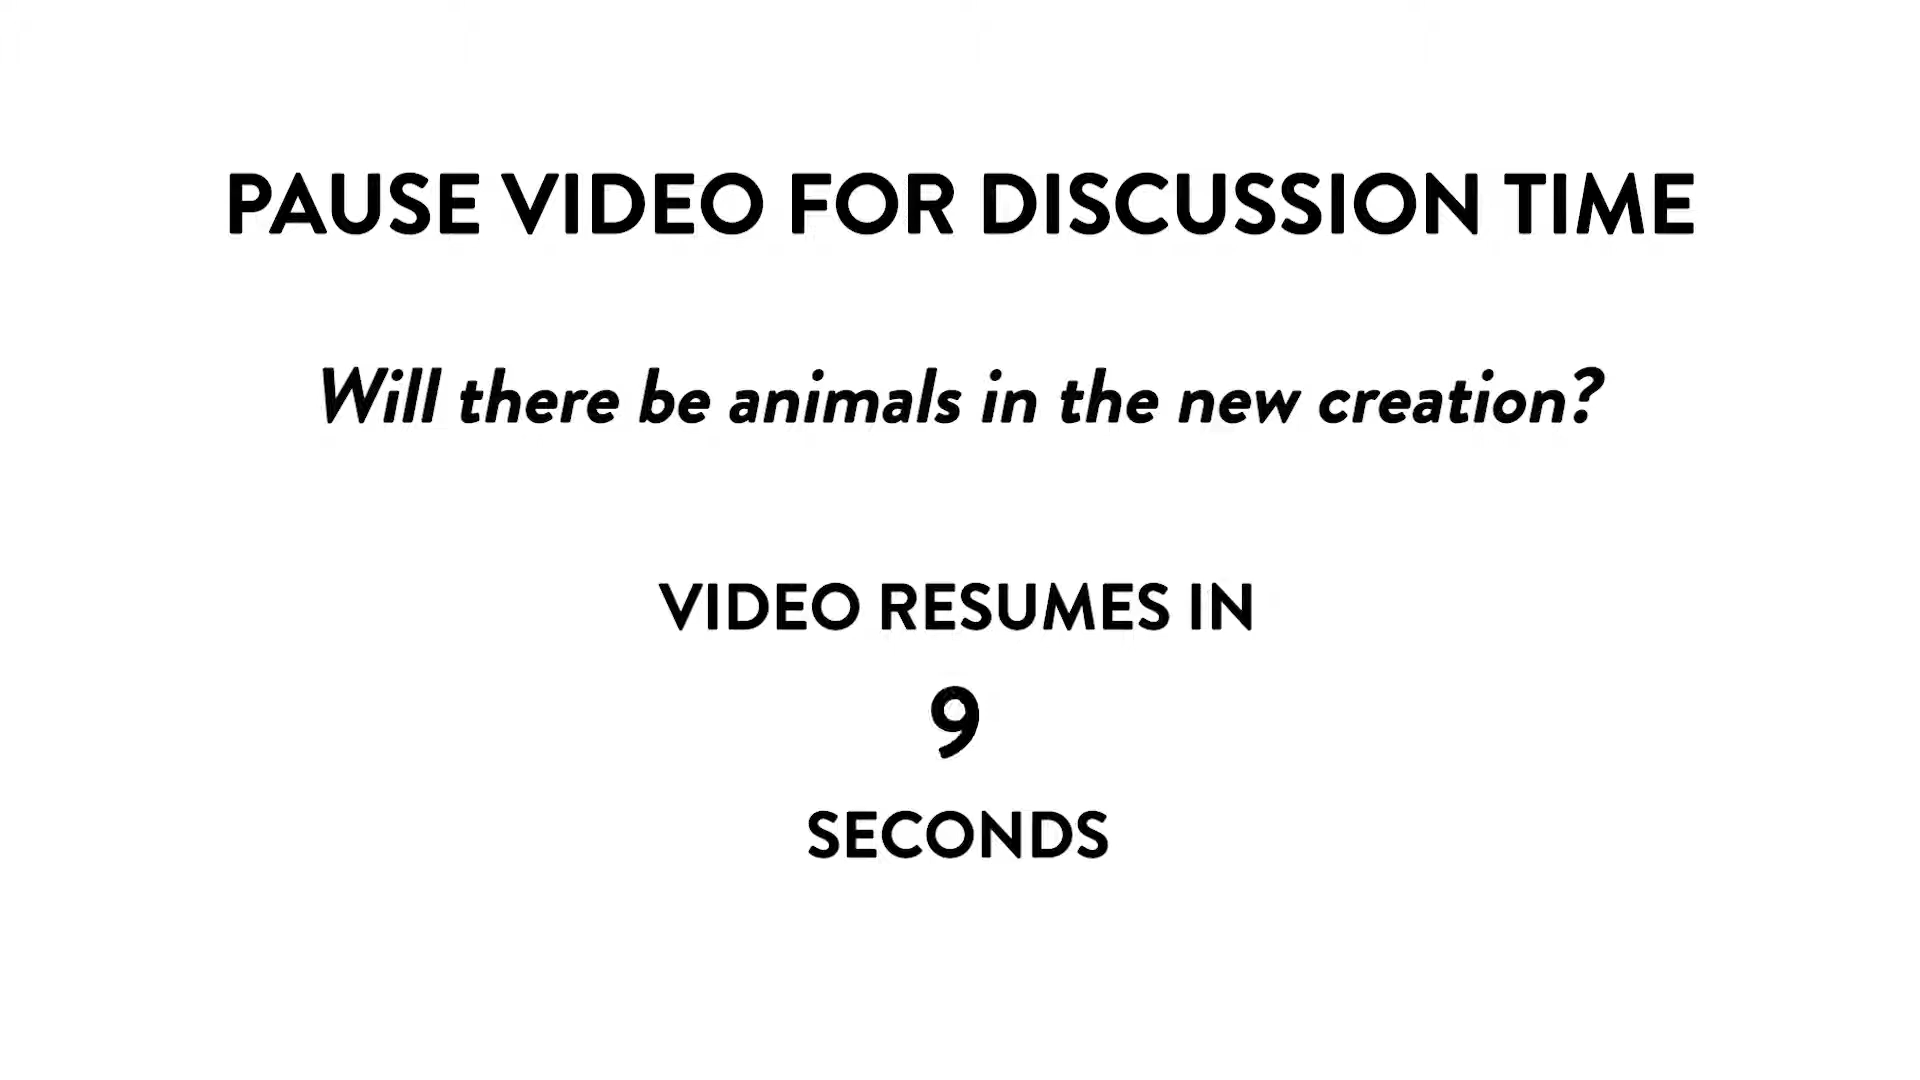 PAUSE VIDEO FOR DISCUSSION TIME
Will there be animals in the new creation?
VIDEO RESUMES IN
9
SECONDS